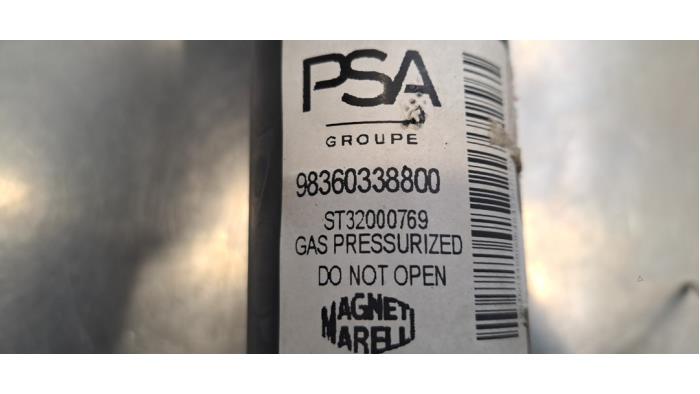 PSA
GROUPE
98360338800
ST32000769
GAS PRESSURIZED
DO NOT OPEN
MAGNETI
MARELLI